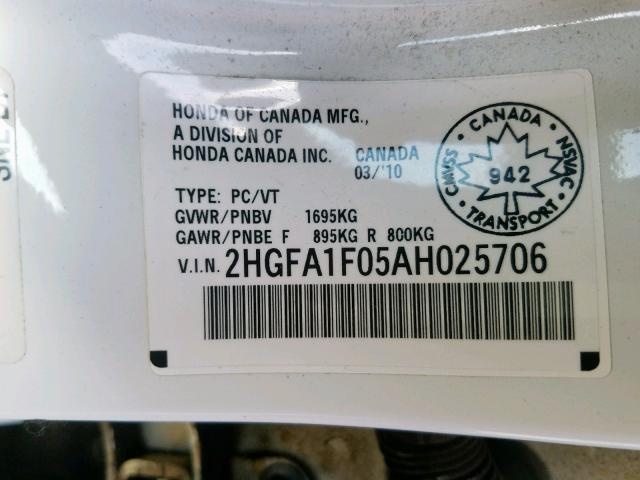 HONDA OF CANADA MFG.,
A DIVISION OF
HONDA CANADA INC. CANADA
03/'10
TYPE: PC/VT
GVWR/PNBV 1695KG
GAWR/PNBE F 895KG R 800KG
V.I.N. 2HGFA1F05AH025706
CANADA
CMVSS 942 NSVAC
TRANSPORT